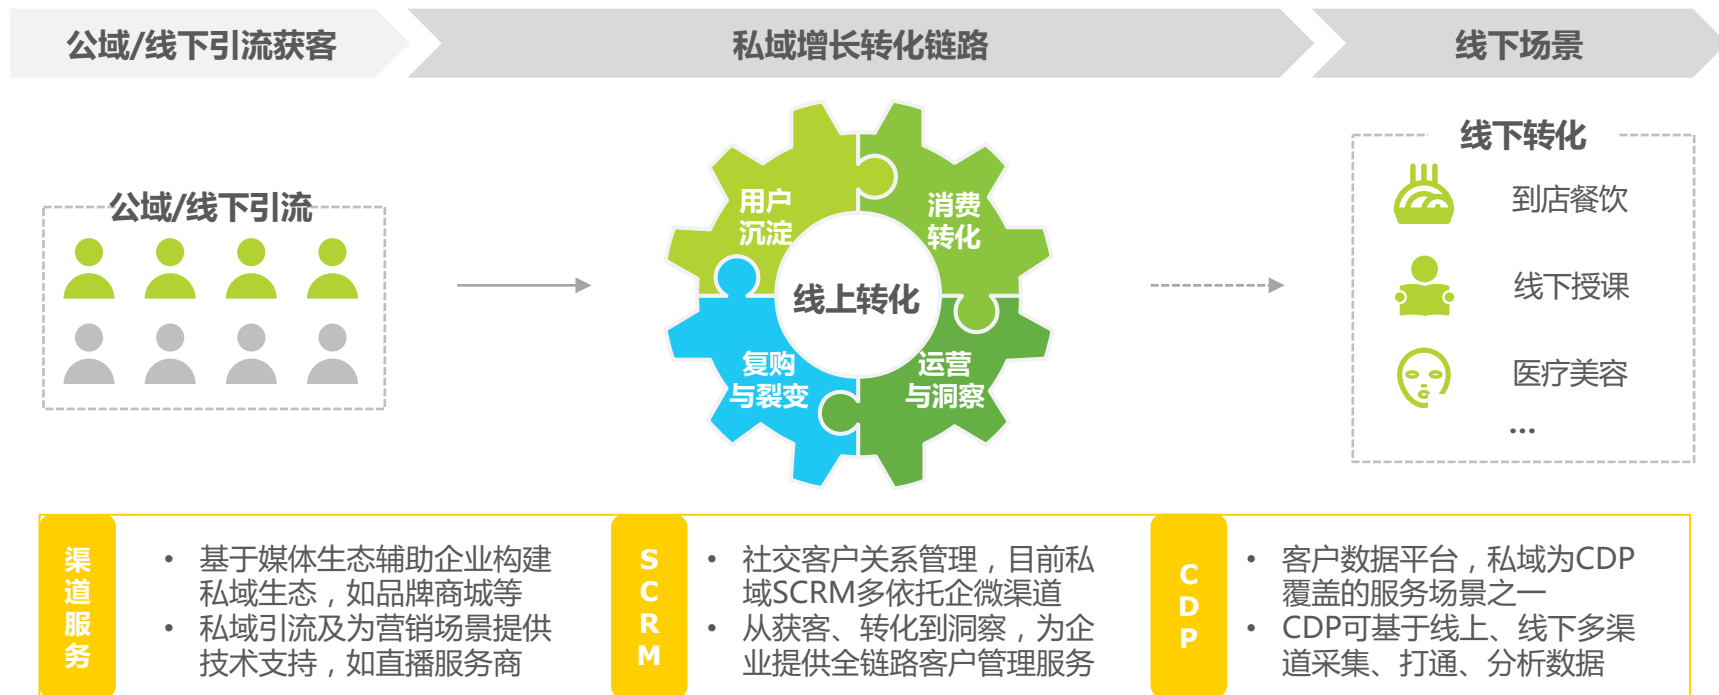 公域/线下引流获客
私域增长转化链路
线下场景
公域/线下引流
用户
沉淀
消费
转化
线上转化
复购
与裂变
运营
与洞察
线下转化
到店餐饮
线下授课
医疗美容
...
渠道服务
• 基于媒体生态辅助企业构建
私域生态，如品牌商城等
• 私域引流及为营销场景提供
技术支持，如直播服务商
SCRM
• 社交客户关系管理，目前私
域SCRM多依托企微渠道
• 从获客、转化到洞察，为企
业提供全链路客户管理服务
CDP
• 客户数据平台，私域为CDP
覆盖的服务场景之一
• CDP可基于线上、线下多渠
道采集、打通、分析数据